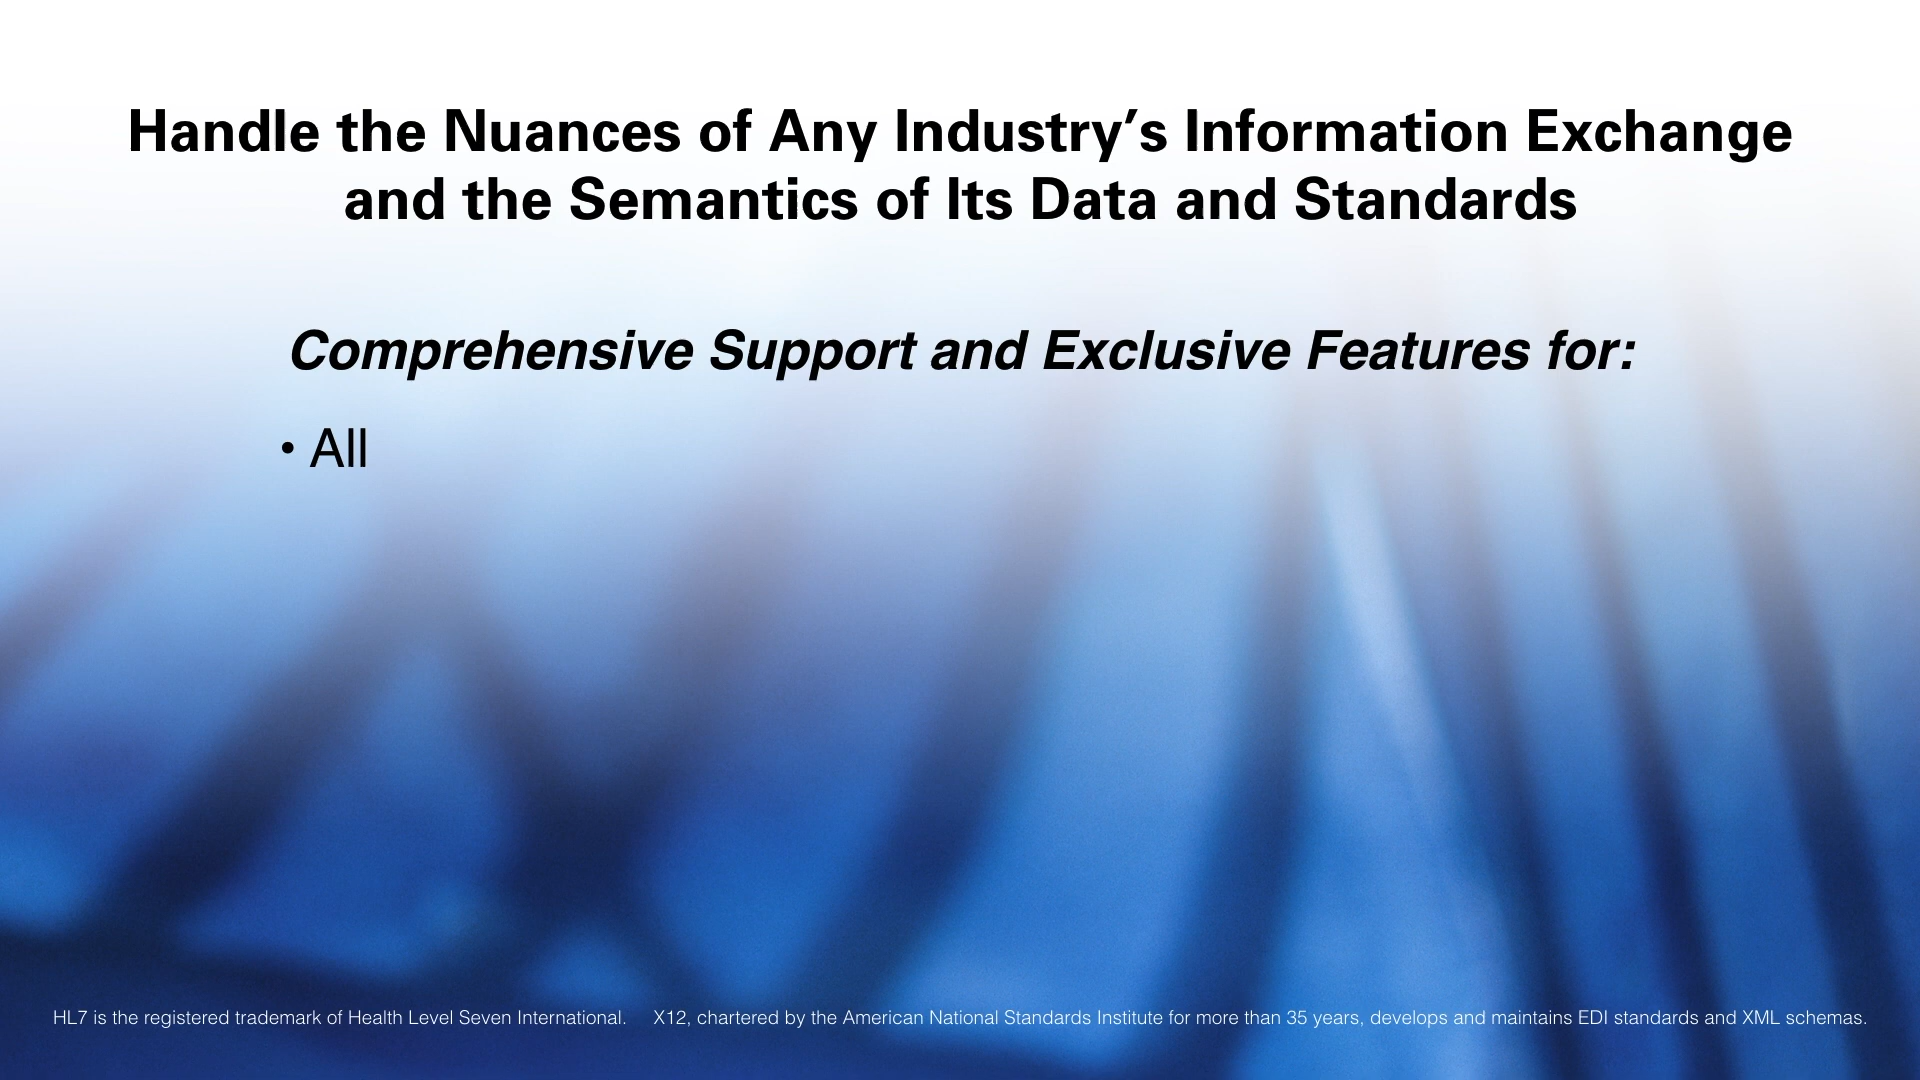 Handle the Nuances of Any Industry’s Information Exchange
and the Semantics of Its Data and Standards
Comprehensive Support and Exclusive Features for:
• All
HL7 is the registered trademark of Health Level Seven International. X12, chartered by the American National Standards Institute for more than 35 years, develops and maintains EDI standards and XML schemas.